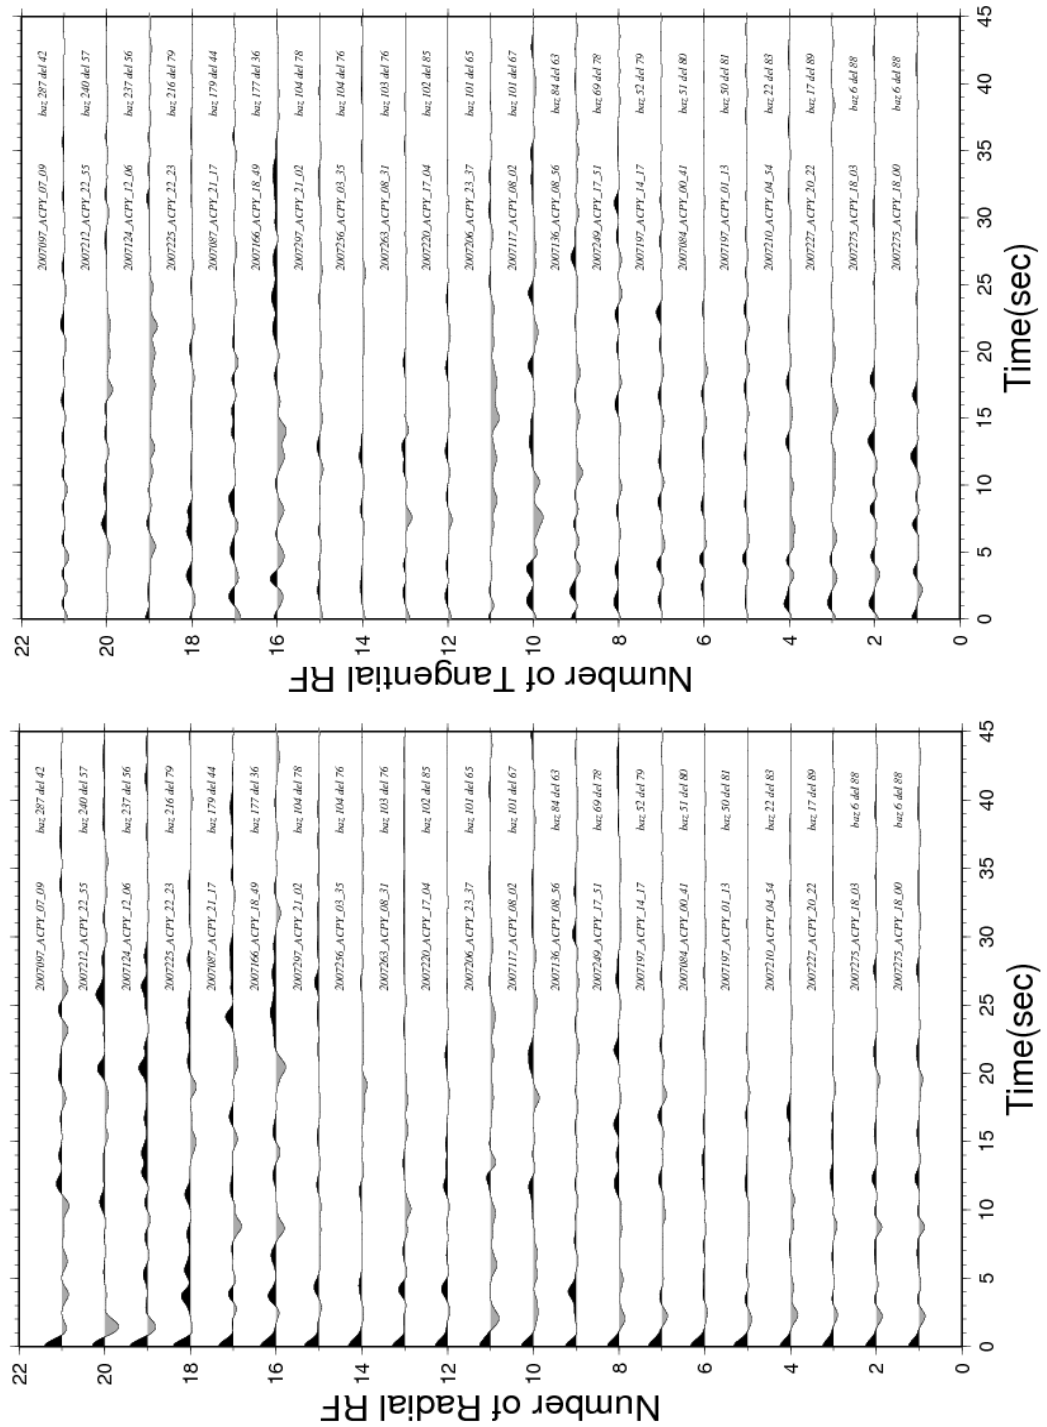 Number of Radial RF
22
20
18
16
14
12
10
8
6
4
2
0
2007097_ACPY_07_09 baz 287 del 42
2007212_ACPY_22_55 baz 240 del 57
2007124_ACPY_12_06 baz 237 del 56
2007225_ACPY_22_23 baz 216 del 79
2007087_ACPY_21_17 baz 179 del 44
2007166_ACPY_18_49 baz 177 del 36
2007297_ACPY_21_02 baz 104 del 78
2007256_ACPY_03_35 baz 104 del 76
2007263_ACPY_08_31 baz 103 del 76
2007220_ACPY_17_04 baz 102 del 85
2007206_ACPY_23_37 baz 101 del 65
2007117_ACPY_08_02 baz 101 del 67
2007136_ACPY_08_56 baz 84 del 63
2007249_ACPY_17_51 baz 69 del 78
2007197_ACPY_14_17 baz 52 del 79
2007084_ACPY_00_41 baz 51 del 80
2007197_ACPY_01_13 baz 50 del 81
2007210_ACPY_04_54 baz 22 del 83
2007227_ACPY_20_22 baz 17 del 89
2007275_ACPY_18_03 baz 6 del 88
2007275_ACPY_18_00 baz 6 del 88
0 5 10 15 20 25 30 35 40 45
Time(sec)
Number of Tangential RF
22
20
18
16
14
12
10
8
6
4
2
0
2007097_ACPY_07_09 baz 287 del 42
2007212_ACPY_22_55 baz 240 del 57
2007124_ACPY_12_06 baz 237 del 56
2007225_ACPY_22_23 baz 216 del 79
2007087_ACPY_21_17 baz 179 del 44
2007166_ACPY_18_49 baz 177 del 36
2007297_ACPY_21_02 baz 104 del 78
2007256_ACPY_03_35 baz 104 del 76
2007263_ACPY_08_31 baz 103 del 76
2007220_ACPY_17_04 baz 102 del 85
2007206_ACPY_23_37 baz 101 del 65
2007117_ACPY_08_02 baz 101 del 67
2007136_ACPY_08_56 baz 84 del 63
2007249_ACPY_17_51 baz 69 del 78
2007197_ACPY_14_17 baz 52 del 79
2007084_ACPY_00_41 baz 51 del 80
2007197_ACPY_01_13 baz 50 del 81
2007210_ACPY_04_54 baz 22 del 83
2007227_ACPY_20_22 baz 17 del 89
2007275_ACPY_18_03 baz 6 del 88
2007275_ACPY_18_00 baz 6 del 88
0 5 10 15 20 25 30 35 40 45
Time(sec)